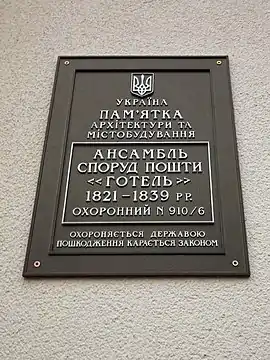 УКРАЇНА
ПАМ'ЯТКА
АРХІТЕКТУРИ ТА
МІСТОБУДУВАННЯ
АНСАМБЛЬ
СПОРУД ПОШТИ
<< ГОТЕЛЬ >>
1821 – 1839 Р Р.
ОХОРОННИЙ N 910/6
ОХОРОНЯЄТЬСЯ ДЕРЖАВОЮ
ПОШКОДЖЕННЯ КАРАЄТЬСЯ ЗАКОНОМ